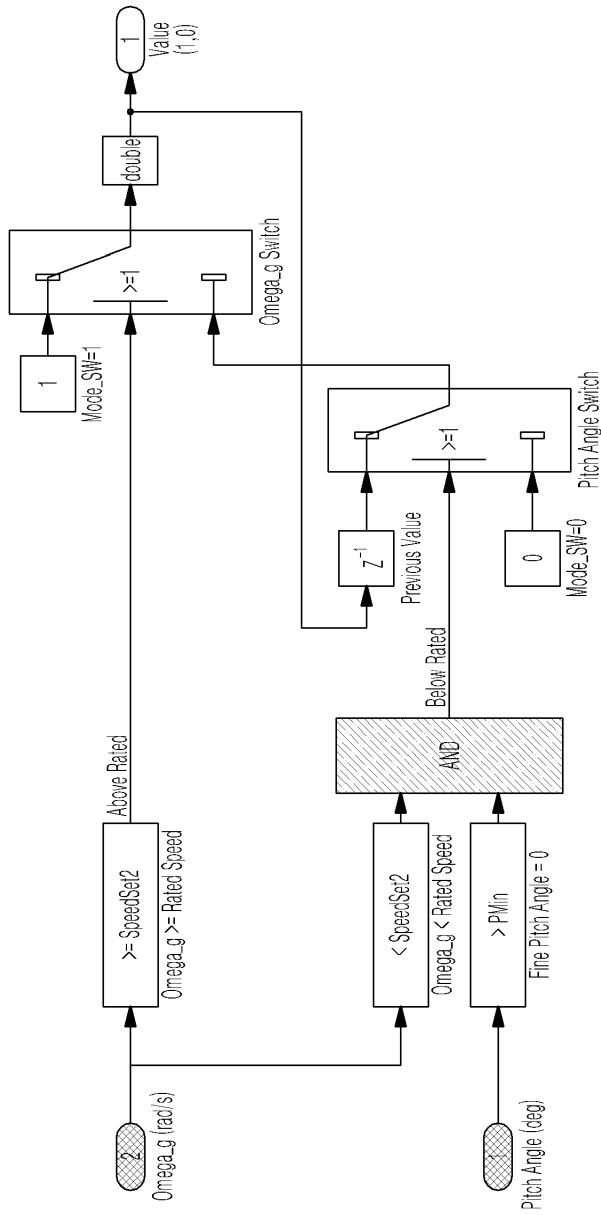 2
Omega_g (rad/s)
>= SpeedSet2
Omega_g >= Rated Speed
Above Rated
1
Mode_SW=1
>=1
Omega_g Switch
double
1
Value
(1,0)
< SpeedSet2
Omega_g < Rated Speed
1
Pitch Angle (deg)
> PMin
Fine Pitch Angle = 0
AND
Below Rated
Z⁻¹
Previous Value
0
Mode_SW=0
>=1
Pitch Angle Switch